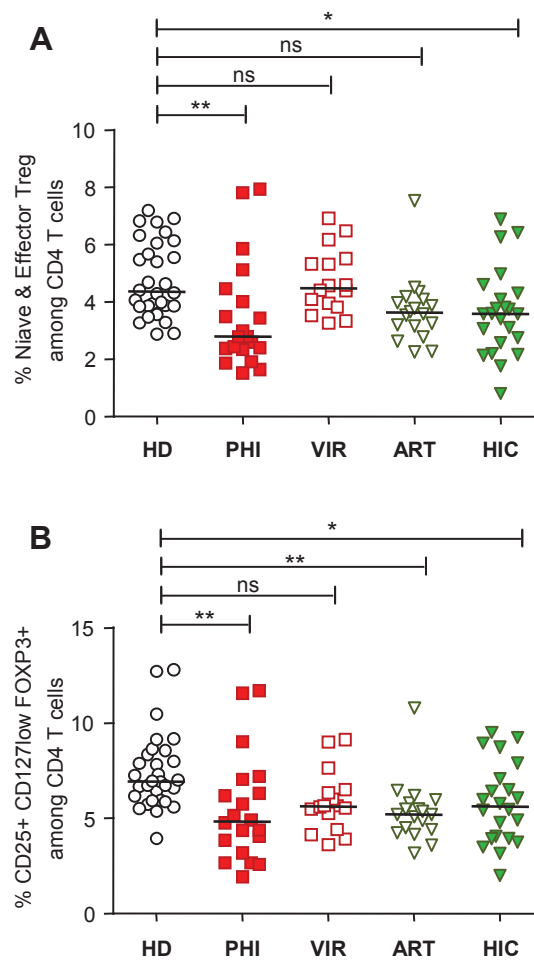 A
*
ns
ns
**
10
8
6
4
2
0
% Niave & Effector Treg
among CD4 T cells
HD PHI VIR ART HIC
B
*
**
ns
**
15
10
5
0
% CD25+ CD127low FOXP3+
among CD4 T cells
HD PHI VIR ART HIC